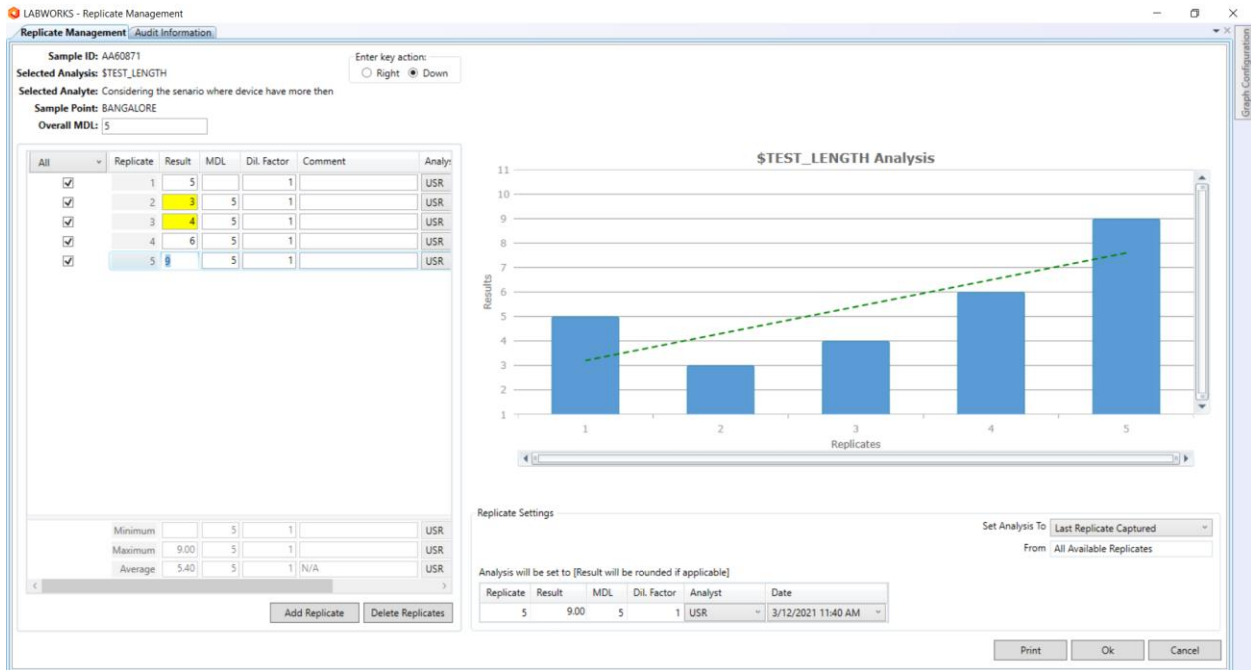 LABWORKS - Replicate Management
Replicate Management Audit Information
Sample ID: AA60871
Enter key action:
Selected Analysis: $TEST_LENGTH
Right Down
Selected Analyte: Considering the senario where device have more then
Sample Point: BANGALORE
Overall MDL: 5
All Replicate Result MDL Dil. Factor Comment Analy
1 5 1 USR
2 3 5 1 USR
3 4 5 1 USR
4 6 5 1 USR
5 9 5 1 USR
Minimum 5 1 USR
Maximum 9.00 5 1 USR
Average 5.40 5 1 N/A USR
Add Replicate Delete Replicates
$TEST_LENGTH Analysis
11
10
9
8
7
6
5
4
3
2
1
Results
1 2 3 4 5
Replicates
Graph Configuration
Replicate Settings
Set Analysis To Last Replicate Captured
From All Available Replicates
Analysis will be set to [Result will be rounded if applicable]
Replicate Result MDL Dil. Factor Analyst Date
5 9.00 5 1 USR 3/12/2021 11:40 AM
Print Ok Cancel